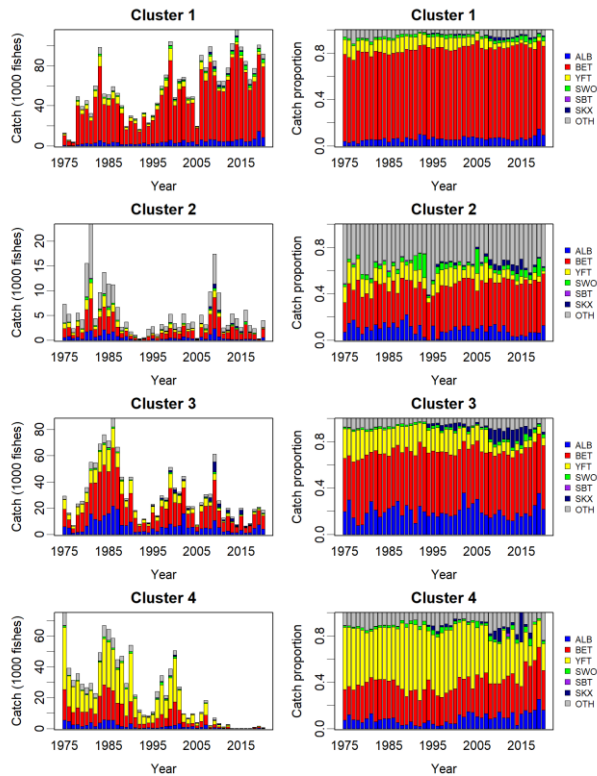 Cluster 1
Catch (1000 fishes)
80
40
0
1975 1985 1995 2005 2015
Year
Cluster 1
Catch proportion
0.8
0.4
0.0
1975 1985 1995 2005 2015
Year
ALB
BET
YFT
SWO
SBT
SKX
OTH
Cluster 2
Catch (1000 fishes)
20
15
10
5
0
1975 1985 1995 2005 2015
Year
Cluster 2
Catch proportion
0.8
0.4
0.0
1975 1985 1995 2005 2015
Year
ALB
BET
YFT
SWO
SBT
SKX
OTH
Cluster 3
Catch (1000 fishes)
80
60
40
20
0
1975 1985 1995 2005 2015
Year
Cluster 3
Catch proportion
0.8
0.4
0.0
1975 1985 1995 2005 2015
Year
ALB
BET
YFT
SWO
SBT
SKX
OTH
Cluster 4
Catch (1000 fishes)
60
40
20
0
1975 1985 1995 2005 2015
Year
Cluster 4
Catch proportion
0.8
0.4
0.0
1975 1985 1995 2005 2015
Year
ALB
BET
YFT
SWO
SBT
SKX
OTH